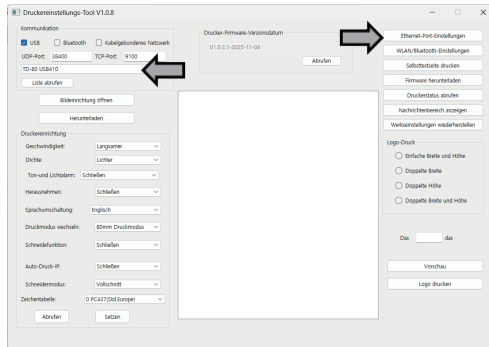 Druckereinstellungs-Tool V1.0.8
Kommunikation
USB
Bluetooth
Kabelgebundenes Netzwerk
UDP-Port:
38400
TCP-Port:
9100
TD-80 USB410
Liste abrufen
Bildeinrichtung öffnen
Herunterladen
Druckereinrichtung
Geschwindigkeit:
Langsamer
Dichte:
Lichter
Ton-und Lichtalarm:
Schließen
Herausnehmen:
Schließen
Sprachumschaltung:
Englisch
Druckmodus wechseln:
80mm Druckmodus
Schneidefunktion:
Schließen
Auto-Druck-IP:
Schließen
Schneidermodus:
Vollschnitt
Zeichentabelle:
0 PC437(Std.Europe)
Abrufen
Setzen
Drucker-Firmware-Versionsdatum
V1.0.3.1-2025-11-04
Abrufen
Ethernet-Port-Einstellungen
WLAN/Bluetooth-Einstellungen
Selbsttestseite drucken
Firmware herunterladen
Druckerstatus abrufen
Nachrichtenbereich anzeigen
Werkseinstellungen wiederherstellen
Logo-Druck
Einfache Breite und Höhe
Doppelte Breite
Doppelte Höhe
Doppelte Breite und Höhe
Das
das
Vorschau
Logo drucken